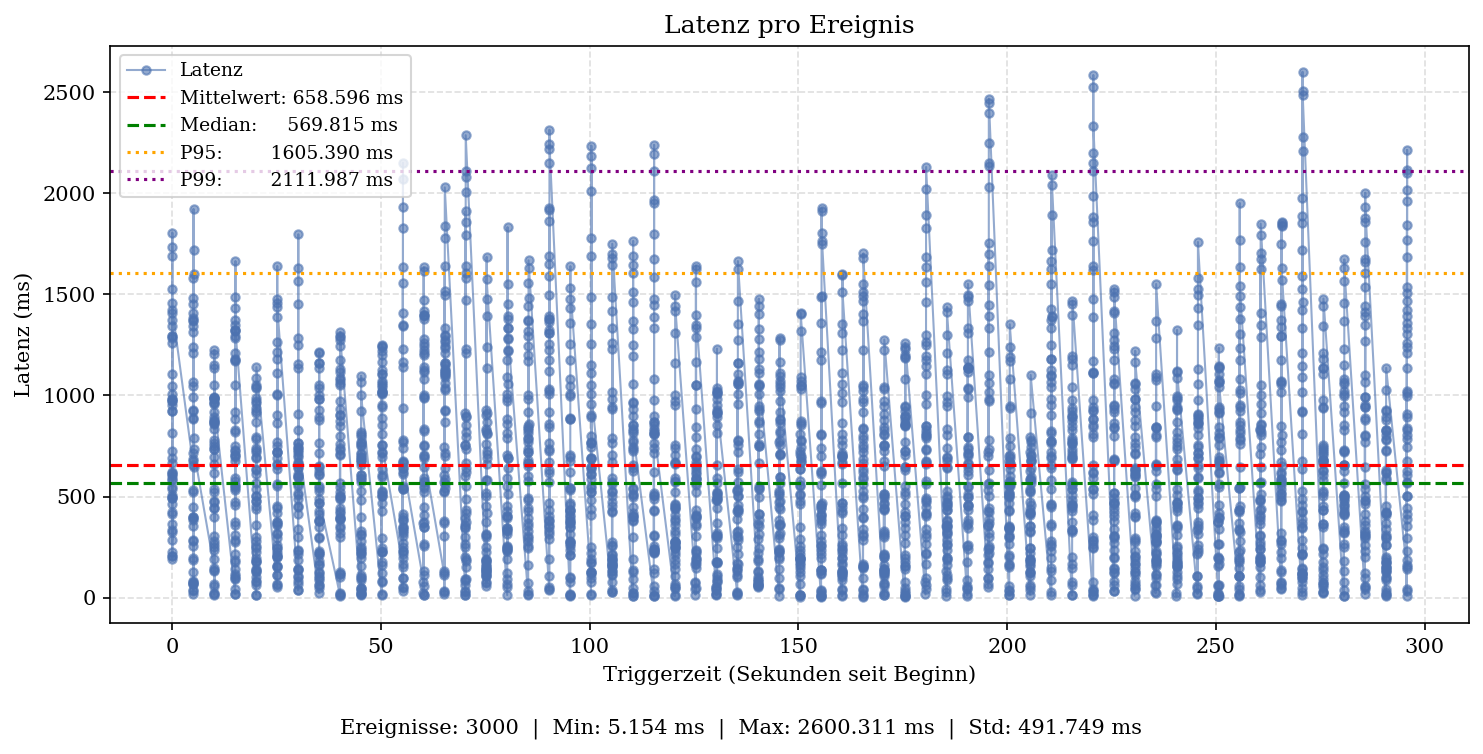 Latenz pro Ereignis
Latenz
Mittelwert: 658.596 ms
Median: 569.815 ms
P95: 1605.390 ms
P99: 2111.987 ms
Latenz (ms)
2500
2000
1500
1000
500
0
0 50 100 150 200 250 300
Triggerzeit (Sekunden seit Beginn)
Ereignisse: 3000 | Min: 5.154 ms | Max: 2600.311 ms | Std: 491.749 ms